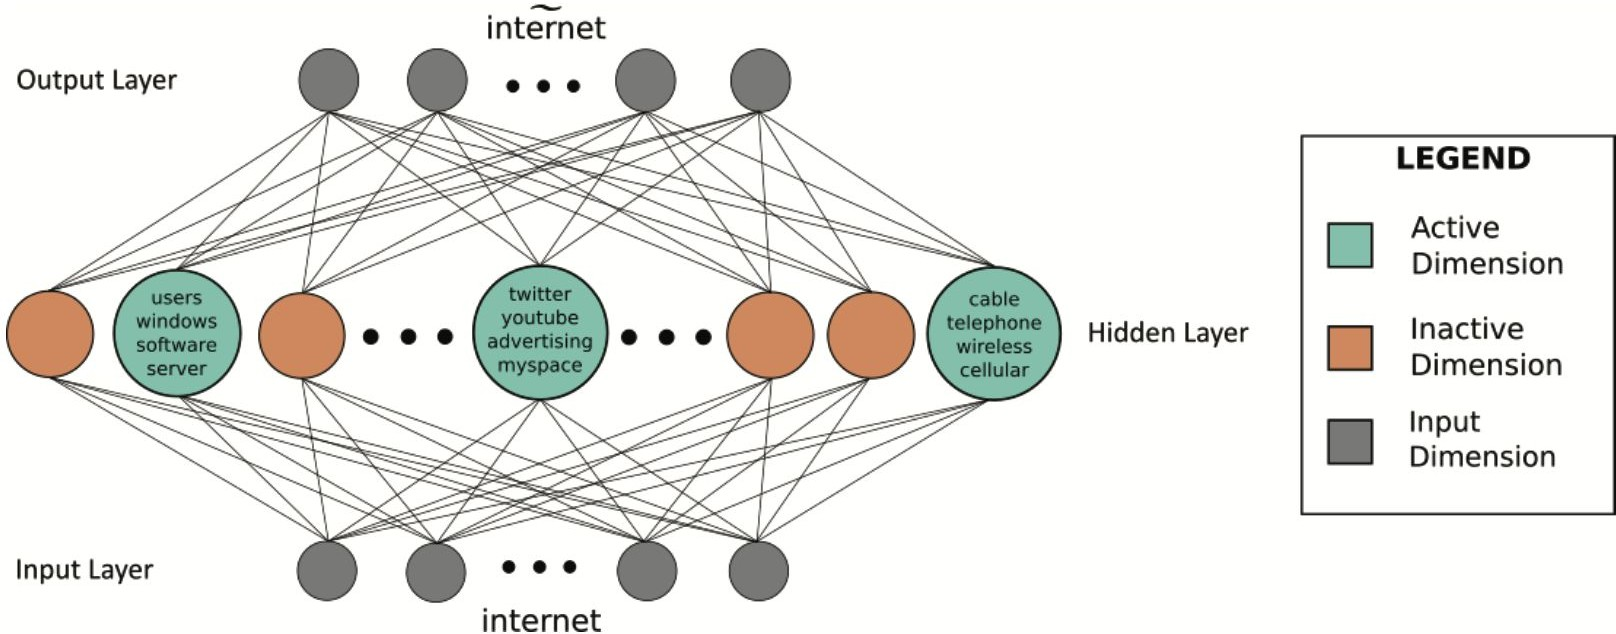 ĩnternet
Output Layer
LEGEND
Active
Dimension
users
windows
software
server
twitter
youtube
advertising
myspace
cable
telephone
wireless
cellular
Hidden Layer
Inactive
Dimension
Input
Dimension
Input Layer
internet